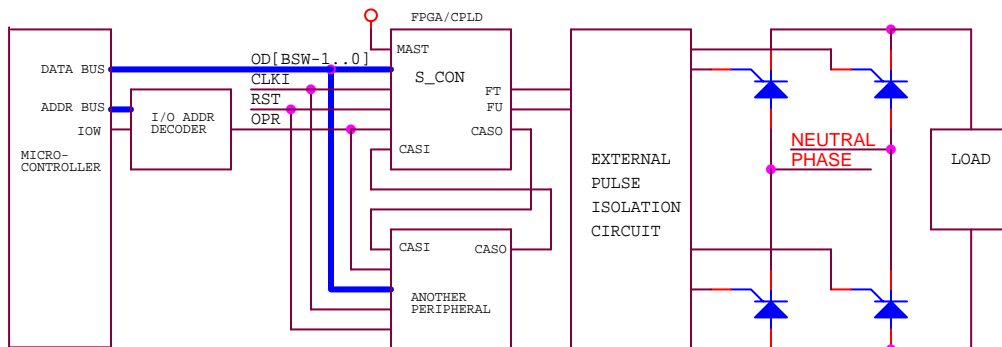 FPGA/CPLD
MAST
DATA BUS
OD[BSW-1..0]
S_CON
CLKI
FT
ADDR BUS
RST
FU
I/O ADDR
DECODER
IOW
OPR
CASO
NEUTRAL
CASI
MICRO-
CONTROLLER
EXTERNAL
PULSE
ISOLATION
CIRCUIT
PHASE
LOAD
CASI
CASO
ANOTHER
PERIPHERAL